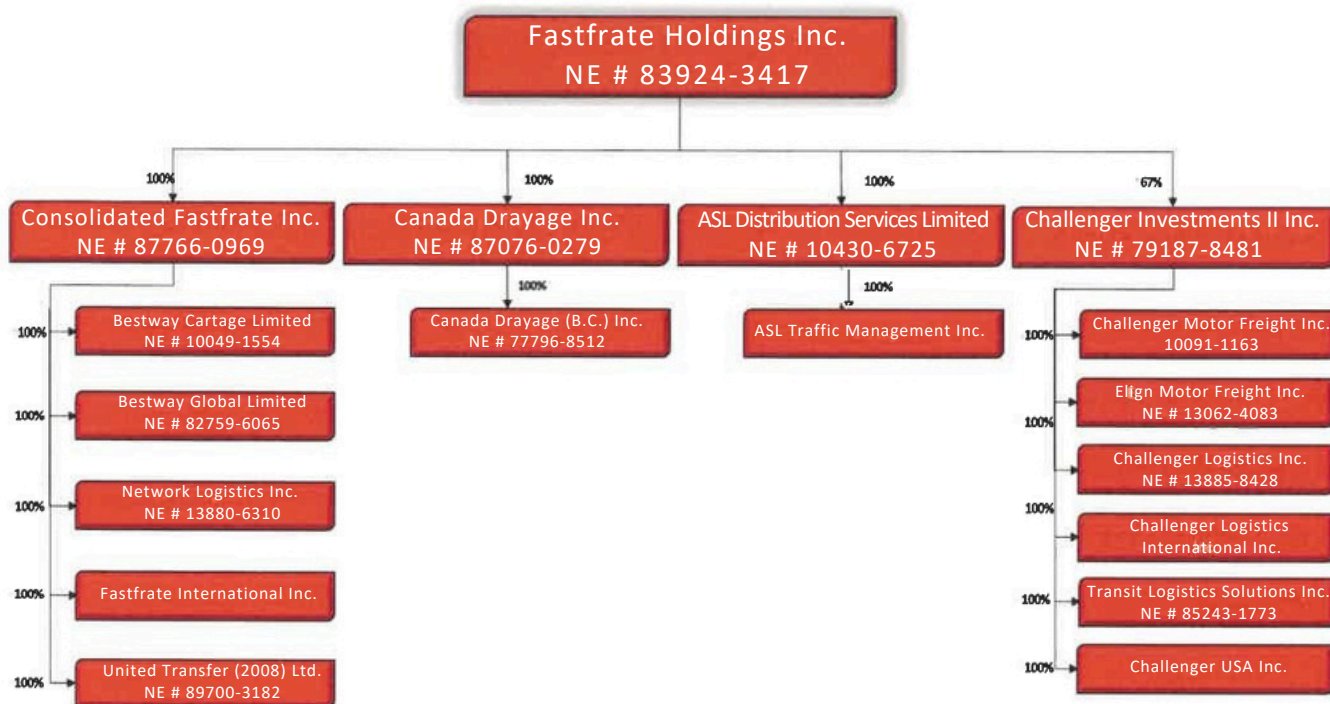 Fastfrate Holdings Inc.
NE # 83924-3417
100%
100%
100%
67%
Consolidated Fastfrate Inc.
NE # 87766-0969
Canada Drayage Inc.
NE # 87076-0279
ASL Distribution Services Limited
NE # 10430-6725
Challenger Investments II Inc.
NE # 79187-8481
100%
Bestway Cartage Limited
NE # 10049-1554
100%
Bestway Global Limited
NE # 82759-6065
100%
Network Logistics Inc.
NE # 13880-6310
100%
Fastfrate International Inc.
100%
United Transfer (2008) Ltd.
NE # 89700-3182
100%
Canada Drayage (B.C.) Inc.
NE # 77796-8512
100%
ASL Traffic Management Inc.
100%
Challenger Motor Freight Inc.
10091-1163
Motor Freight Inc.
NE # 13062-4083
100%
Challenger Logistics Inc.
NE # 13885-8428
100%
Challenger Logistics
International Inc.
100%
Transit Logistics Solutions Inc.
NE # 85243-1773
100%
Challenger USA Inc.